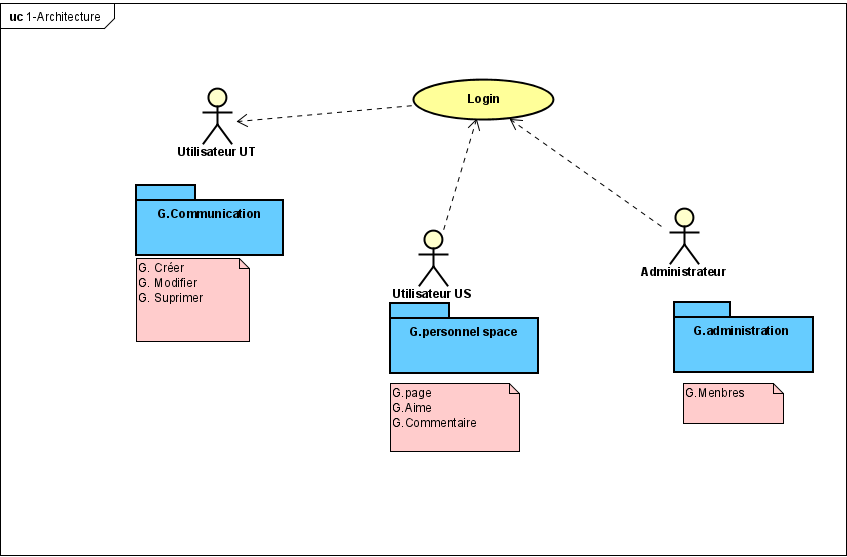 uc 1-Architecture
Login
Utilisateur UT
G.Communication
G. Créer
G. Modifier
G. Suprimer
Utilisateur US
G.personnel space
G.page
G.Aime
G.Commentaire
Administrateur
G.administration
G.Menbres